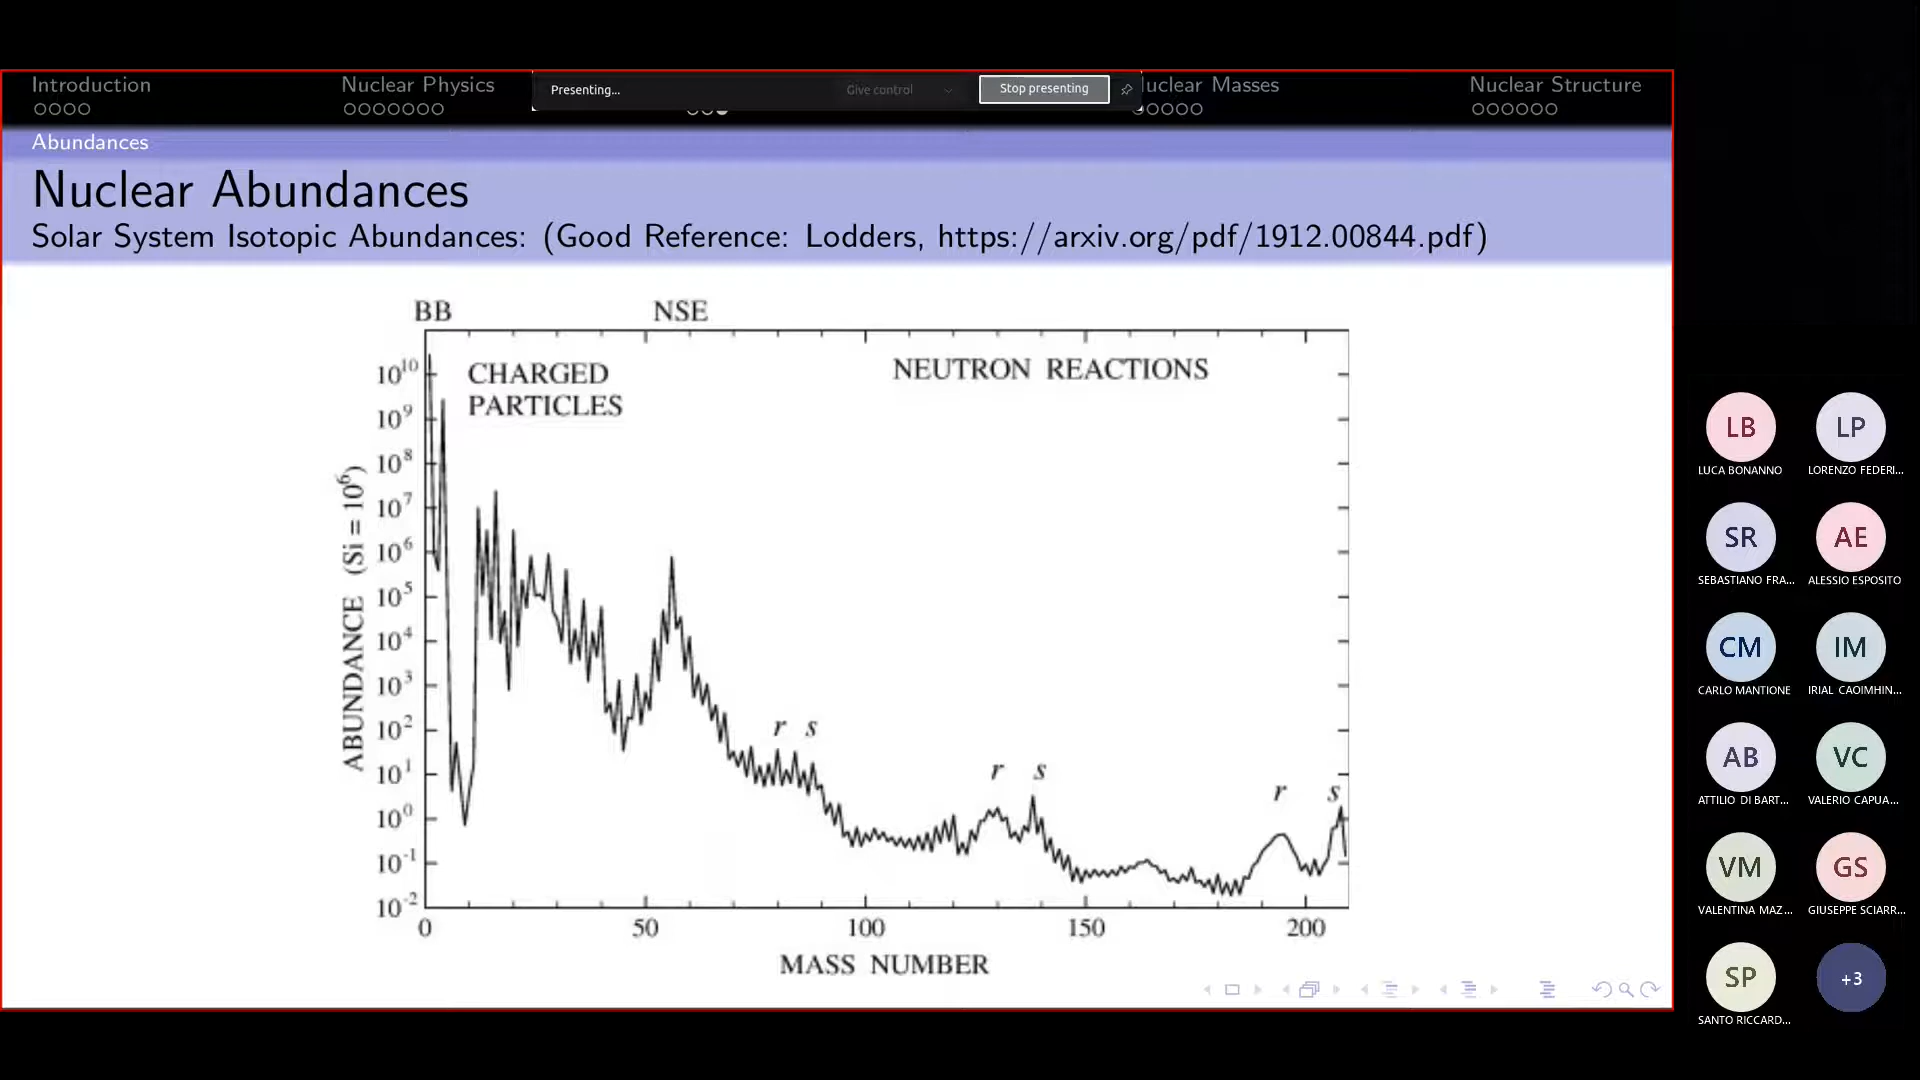 Introduction
Nuclear Physics
Presenting...
Give control
Stop presenting
uclear Masses
Nuclear Structure
Abundances
Nuclear Abundances
Solar System Isotopic Abundances: (Good Reference: Lodders, https://arxiv.org/pdf/1912.00844.pdf)
BB
NSE
CHARGED
PARTICLES
NEUTRON REACTIONS
ABUNDANCE (Si = 10⁶)
10¹⁰
10⁹
10⁸
10⁷
10⁶
10⁵
10⁴
10³
10²
10¹
10⁰
10⁻¹
10⁻²
r s
r s
r s
0 50 100 150 200
MASS NUMBER
LB LP
LUCA BONANNO LORENZO FEDERI...
SR AE
SEBASTIANO FRA... ALESSIO ESPOSITO
CM IM
CARLO MANTIONE IRIAL CAOIMHIN...
AB VC
ATTILIO DI BART... VALERIO CAPUA...
VM GS
VALENTINA MAZ... GIUSEPPE SCIARR...
SP +3
SANTO RICCARD...